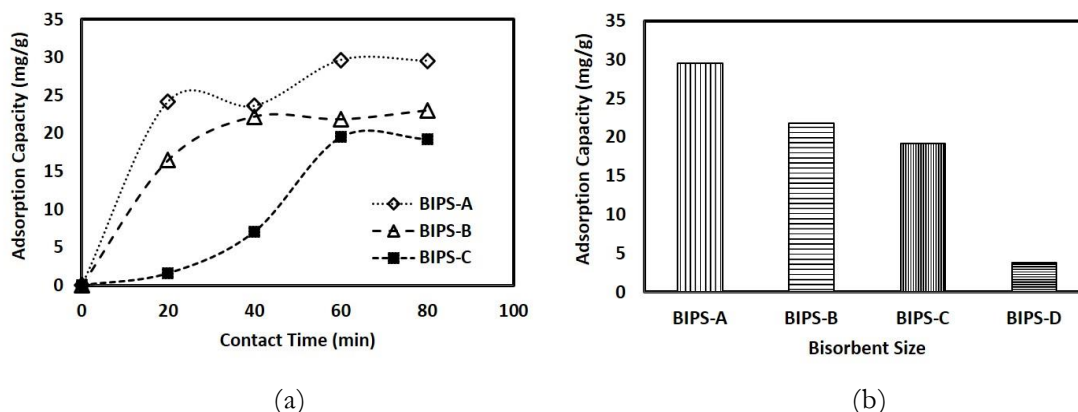 35
30
25
20
15
10
5
0
Adsorption Capacity (mg/g)
BIPS-A
BIPS-B
BIPS-C
0 20 40 60 80 100
Contact Time (min)
(a)
35
30
25
20
15
10
5
0
Adsorption Capacity (mg/g)
BIPS-A BIPS-B BIPS-C BIPS-D
Bisorbent Size
(b)